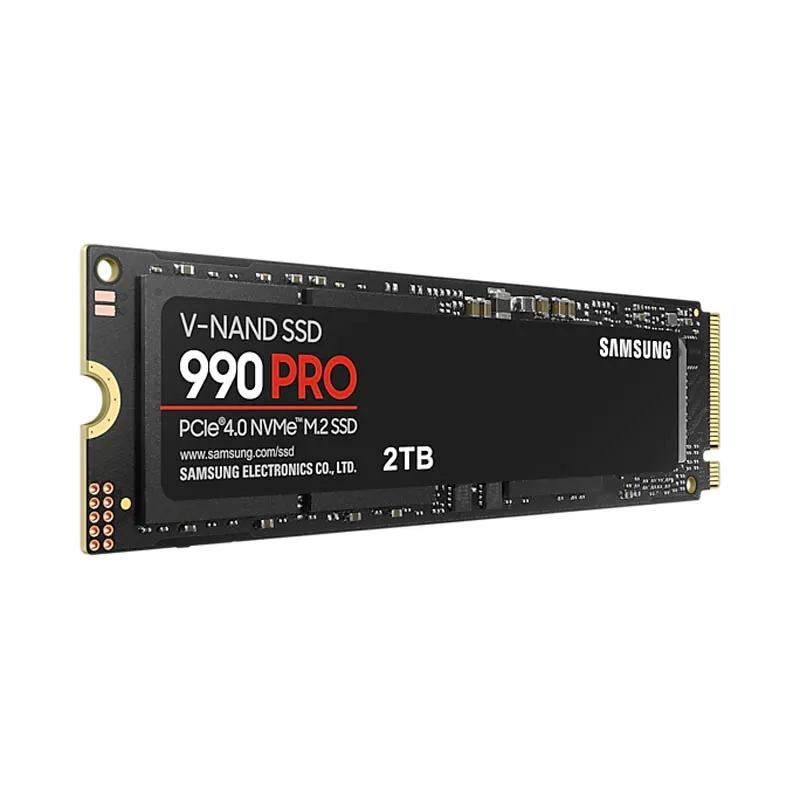 V-NAND SSD
990 PRO
PCIe®4.0 NVMe™ M.2 SSD
www.samsung.com/ssd
SAMSUNG ELECTRONICS CO., LTD.
2TB
SAMSUNG